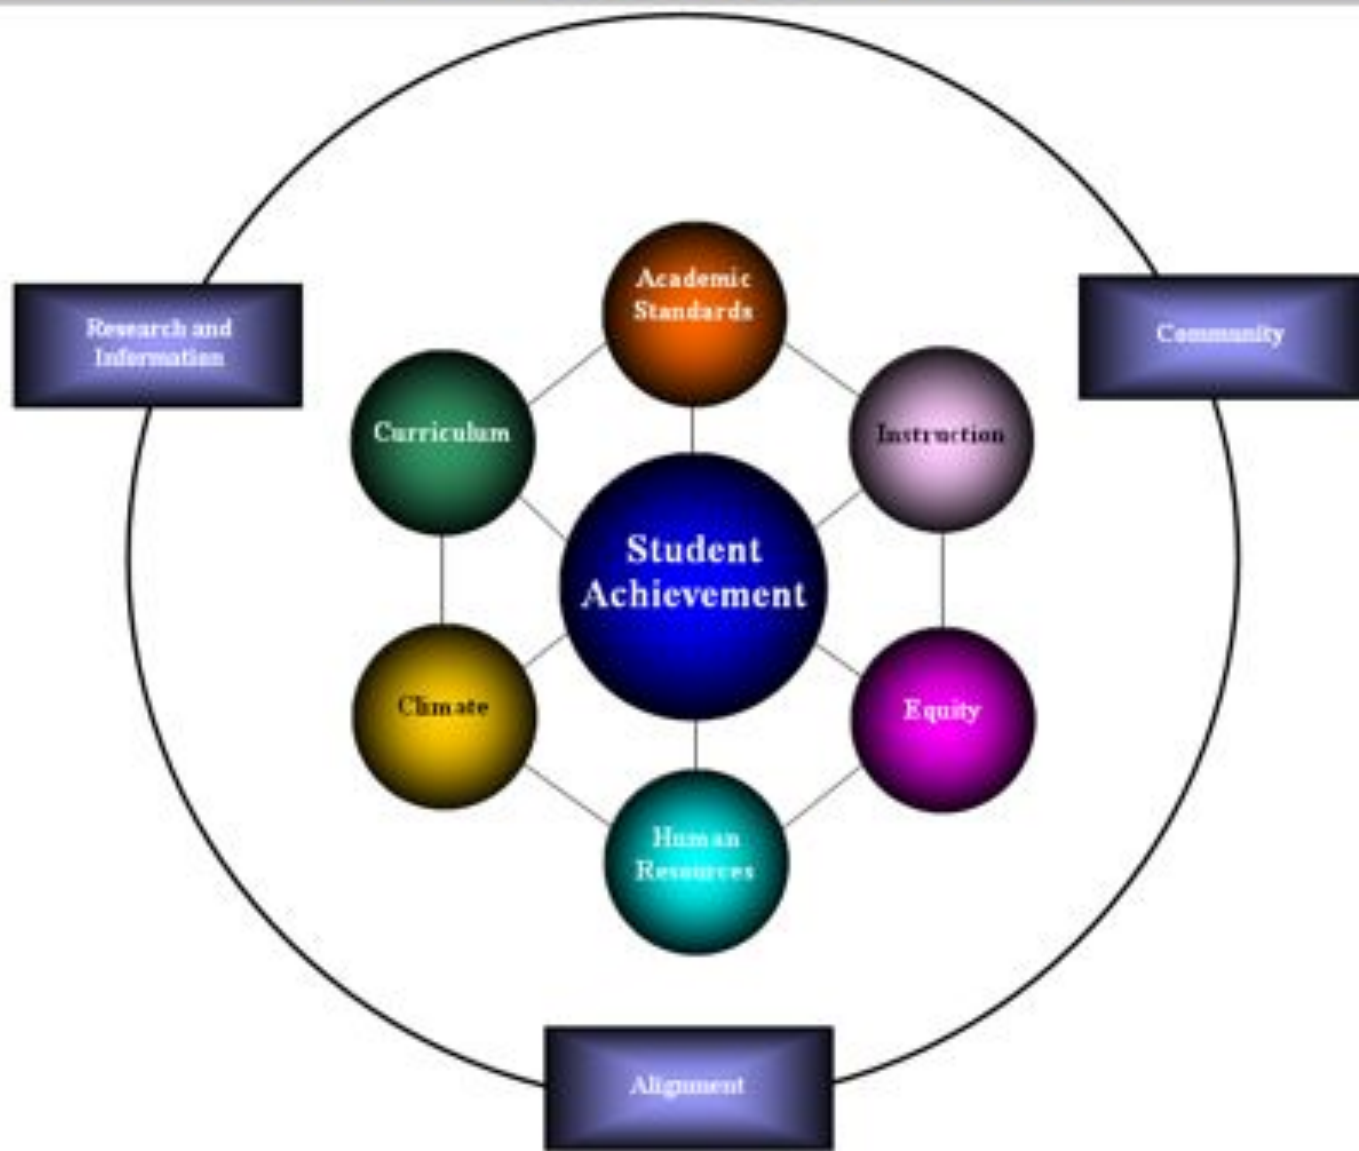 Academic
Standards
Research and
Information
Community
Curriculum
Instruction
Student
Achievement
Climate
Equity
Human
Resources
Alignment